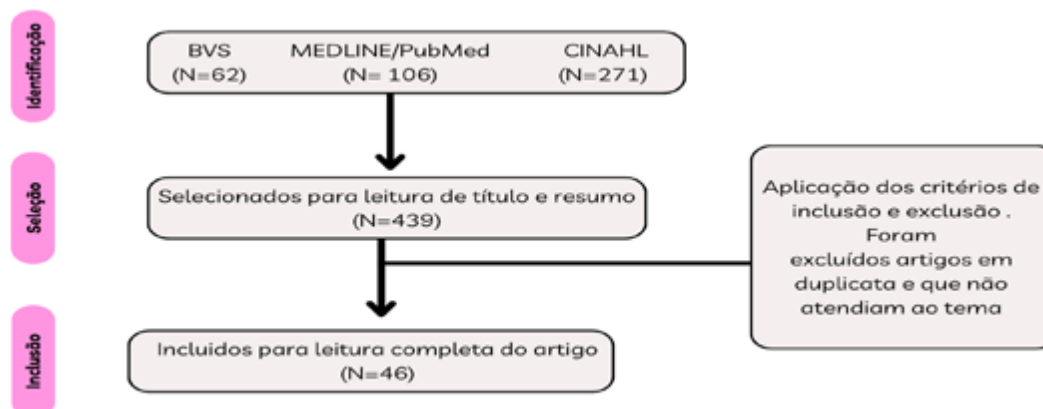 Identificação
BVS MEDLINE/PubMed CINAHL
(N=62) (N= 106) (N=271)
Seleção
Selecionados para leitura de título e resumo
(N=439)
Aplicação dos critérios de
inclusão e exclusão .
Foram
excluídos artigos em
duplicata e que não
atendiam ao tema
Inclusão
Incluidos para leitura completa do artigo
(N=46)